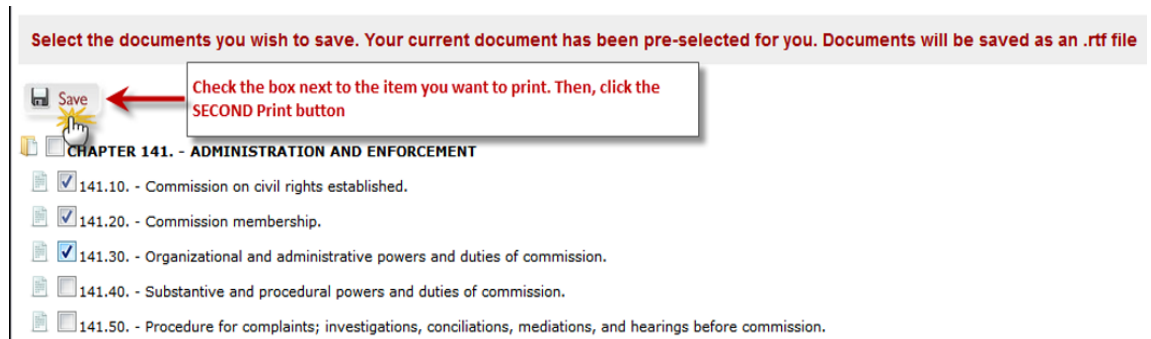 Select the documents you wish to save. Your current document has been pre-selected for you. Documents will be saved as an .rtf file
Save
Check the box next to the item you want to print. Then, click the
SECOND Print button
CHAPTER 141. - ADMINISTRATION AND ENFORCEMENT
141.10. - Commission on civil rights established.
141.20. - Commission membership.
141.30. - Organizational and administrative powers and duties of commission.
141.40. - Substantive and procedural powers and duties of commission.
141.50. - Procedure for complaints; investigations, conciliations, mediations, and hearings before commission.